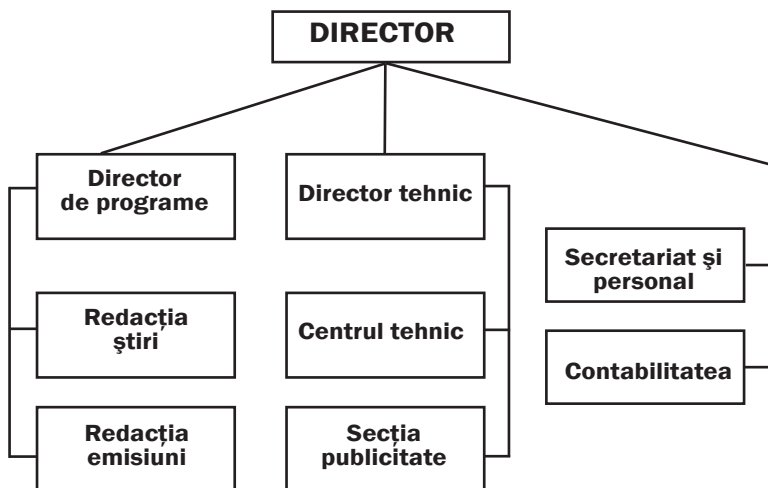 DIRECTOR
Director
de programe
Director tehnic
Secretariat şi
personal
Redacţia
ştiri
Centrul tehnic
Contabilitatea
Redacţia
emisiuni
Secţia
publicitate